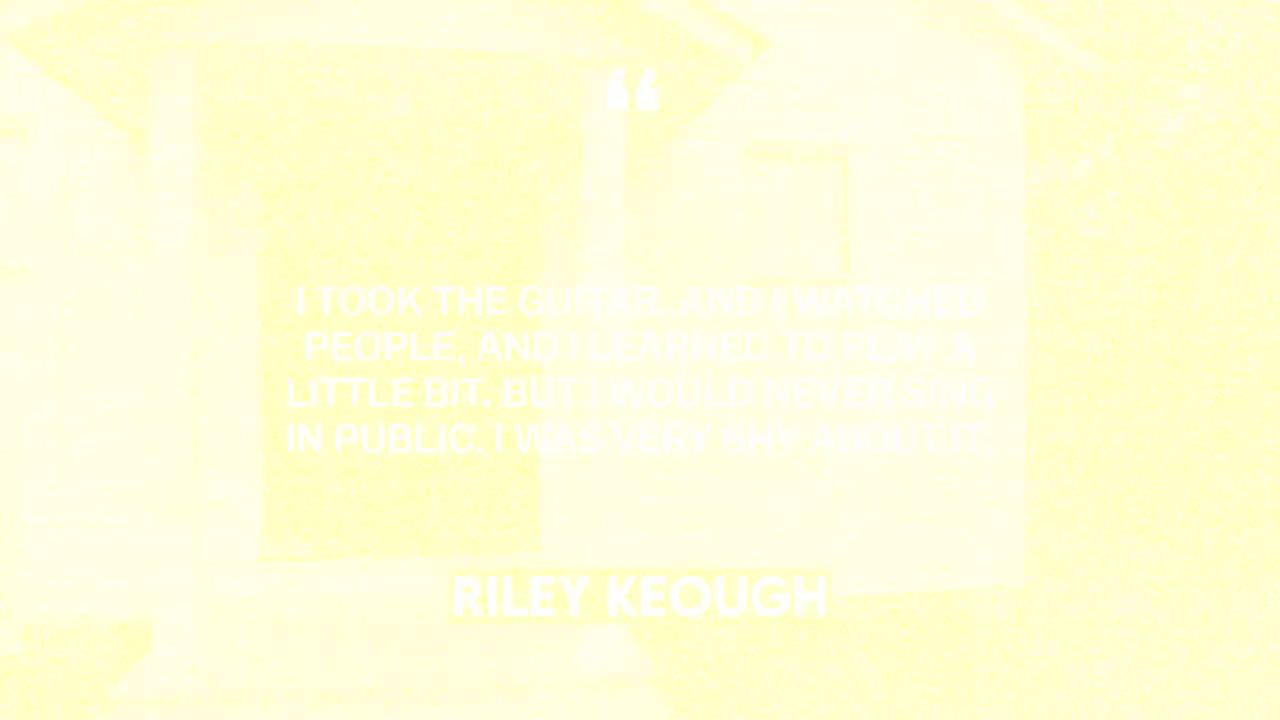 “
I TOOK THE GUITAR, AND I WATCHED
PEOPLE, AND I LEARNED TO PLAY A
LITTLE BIT. BUT I WOULD NEVER SING
IN PUBLIC. I WAS VERY SHY ABOUT IT.
RILEY KEOUGH